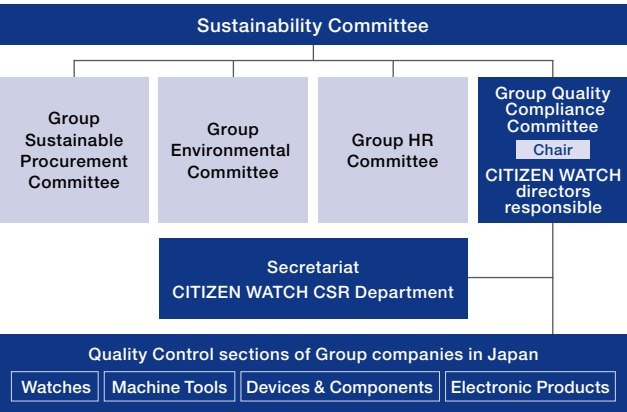 Sustainability Committee
Group
Sustainable
Procurement
Committee
Group
Environmental
Committee
Group HR
Committee
Group Quality
Compliance
Committee
Chair
CITIZEN WATCH
directors
responsible
Secretariat
CITIZEN WATCH CSR Department
Quality Control sections of Group companies in Japan
Watches
Machine Tools
Devices & Components
Electronic Products